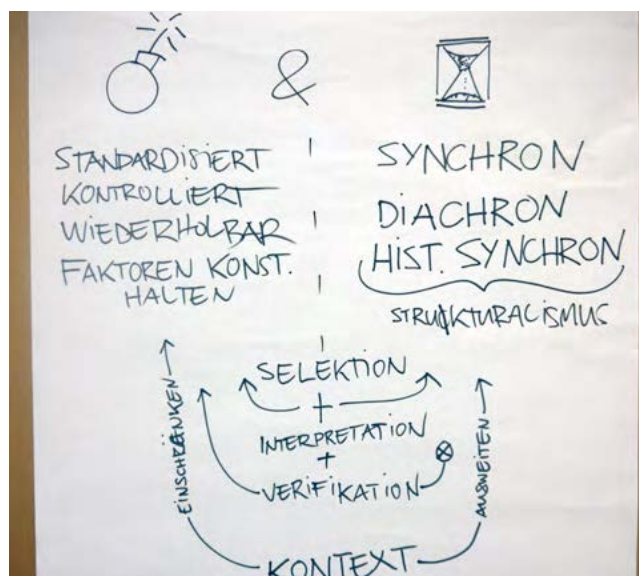 &
STANDARDISIERT
KONTROLLIERT
WIEDERHOLBAR
FAKTOREN KONST.
HALTEN
SYNCHRON
DIACHRON
HIST. SYNCHRON
STRUKTURALISMUS
SELEKTION
+
INTERPRETATION
+
VERIFIKATION
EINSCHRÄNKEN
AUSWEITEN
KONTEXT